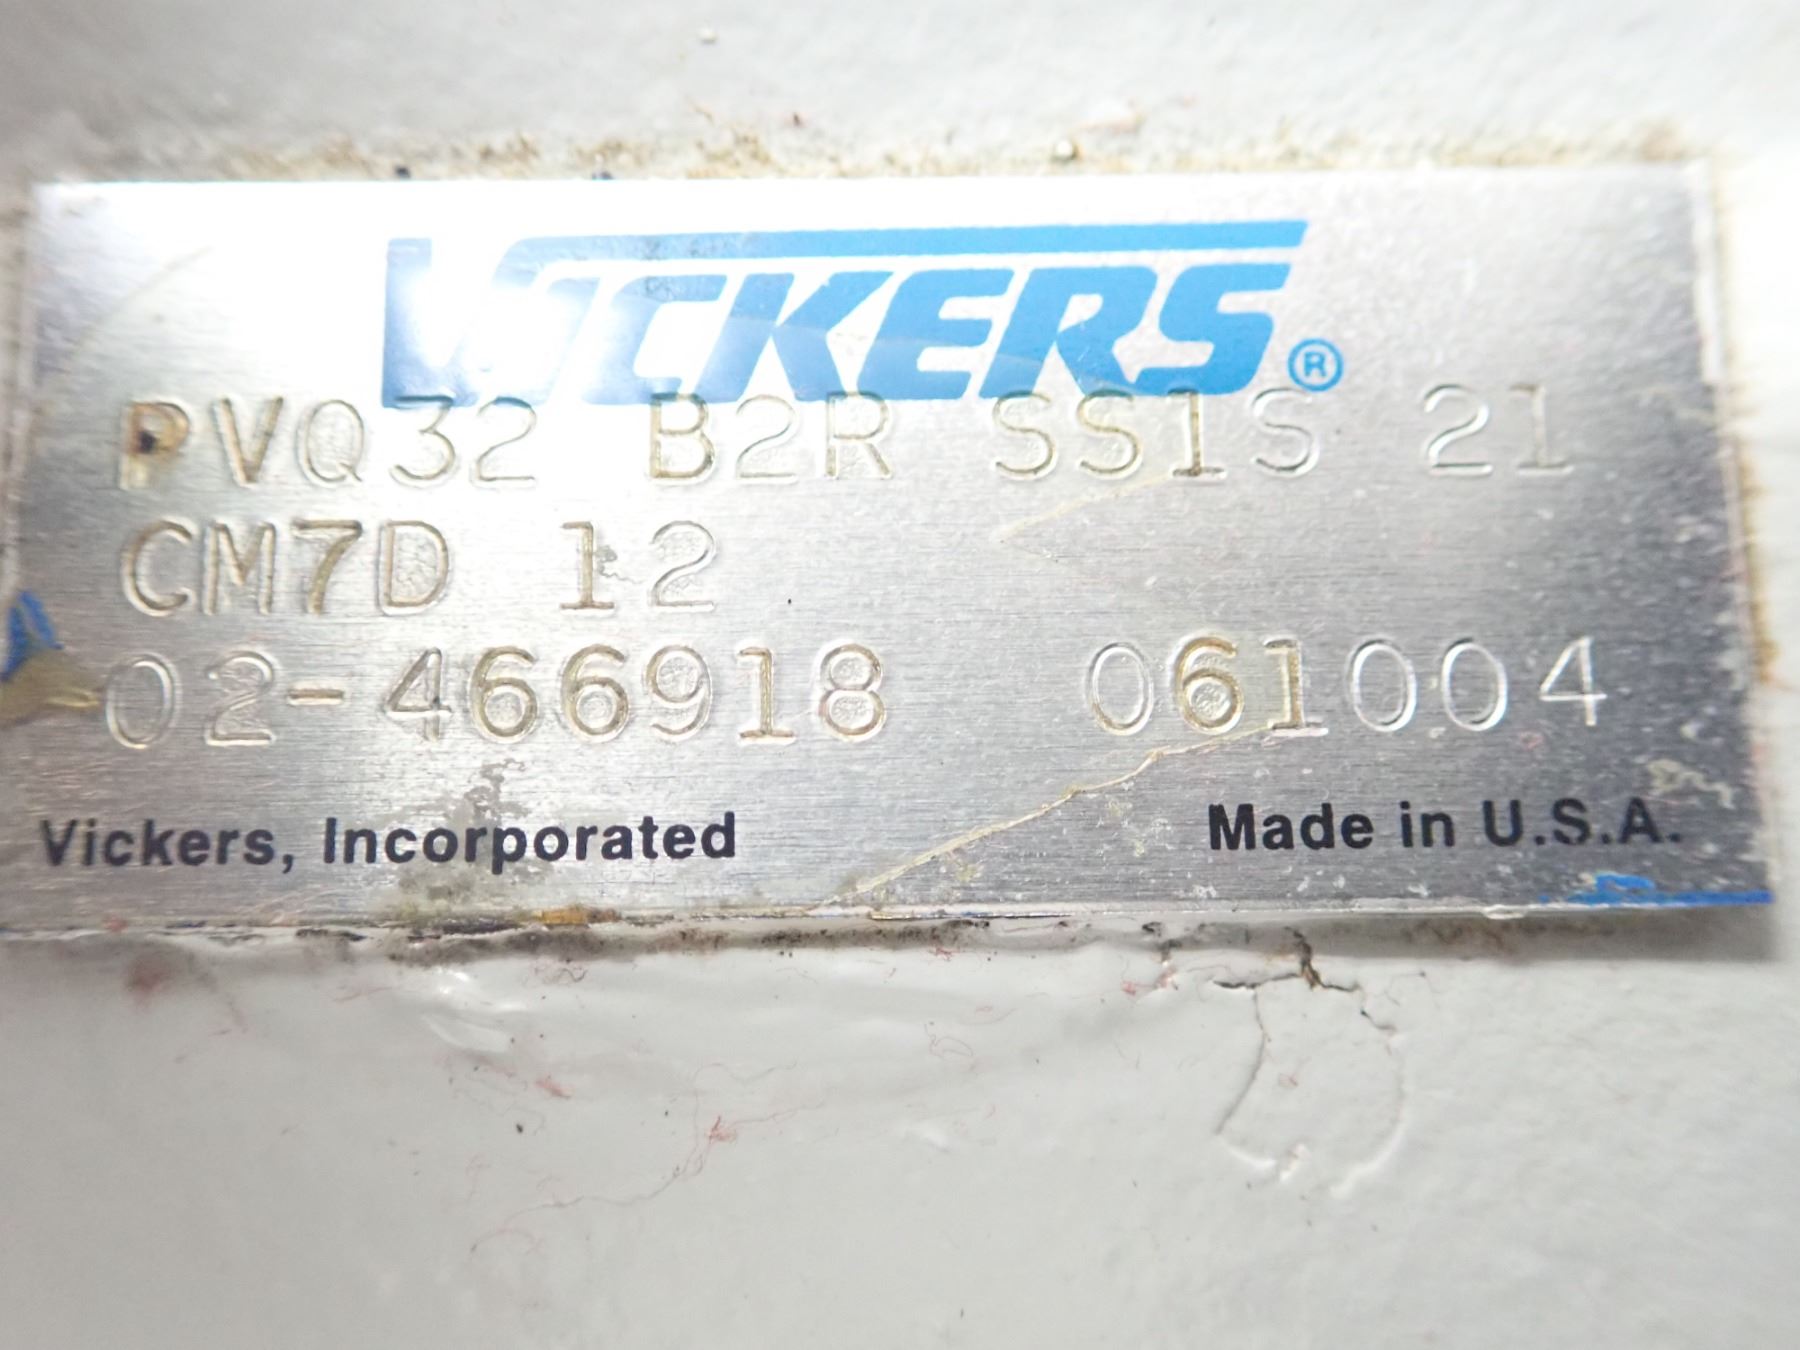 VICKERS®
PVQ32 B2R SS1S 21
CM7D 12
02-466918 061004
Vickers, Incorporated Made in U.S.A.